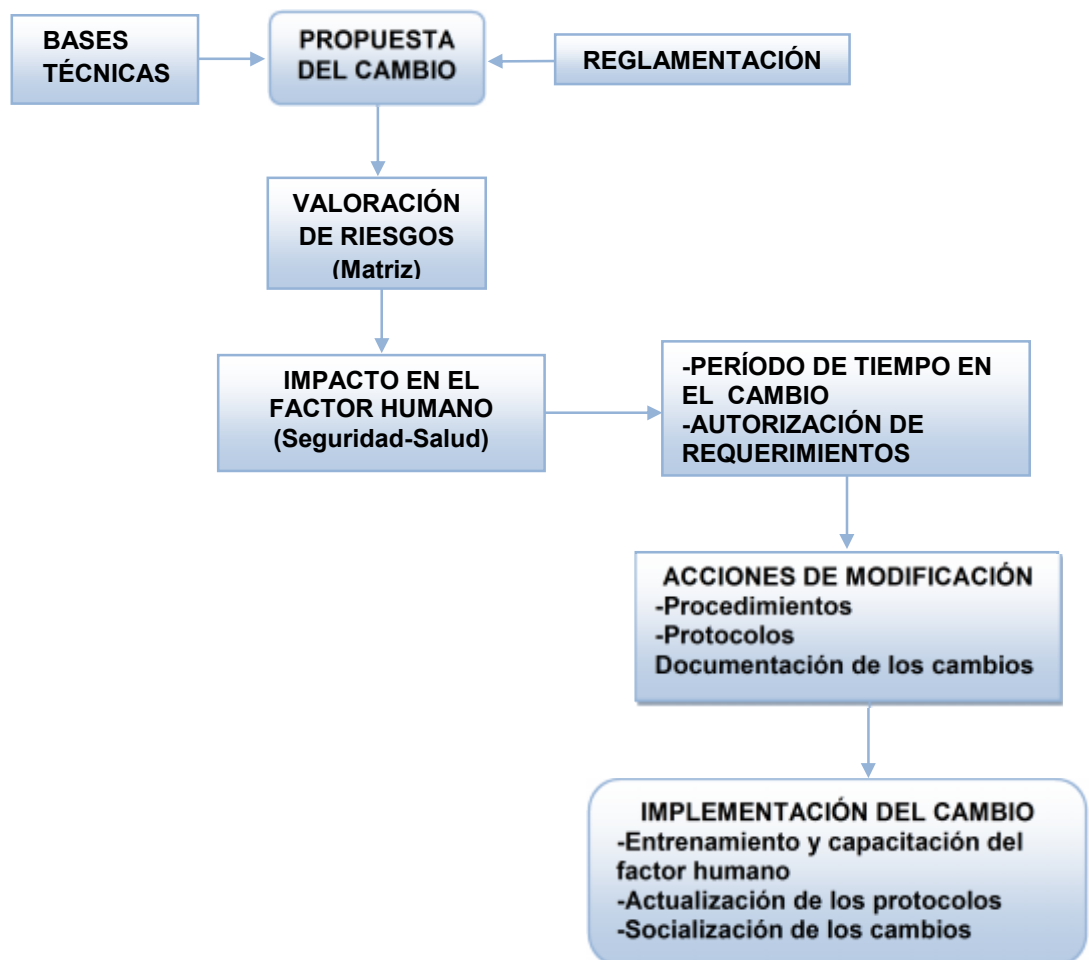 BASES
TÉCNICAS
PROPUESTA
DEL CAMBIO
REGLAMENTACIÓN
VALORACIÓN
DE RIESGOS
(Matriz)
IMPACTO EN EL
FACTOR HUMANO
(Seguridad-Salud)
-PERÍODO DE TIEMPO EN
EL CAMBIO
-AUTORIZACIÓN DE
REQUERIMIENTOS
ACCIONES DE MODIFICACIÓN
-Procedimientos
-Protocolos
Documentación de los cambios
IMPLEMENTACIÓN DEL CAMBIO
-Entrenamiento y capacitación del
factor humano
-Actualización de los protocolos
-Socialización de los cambios